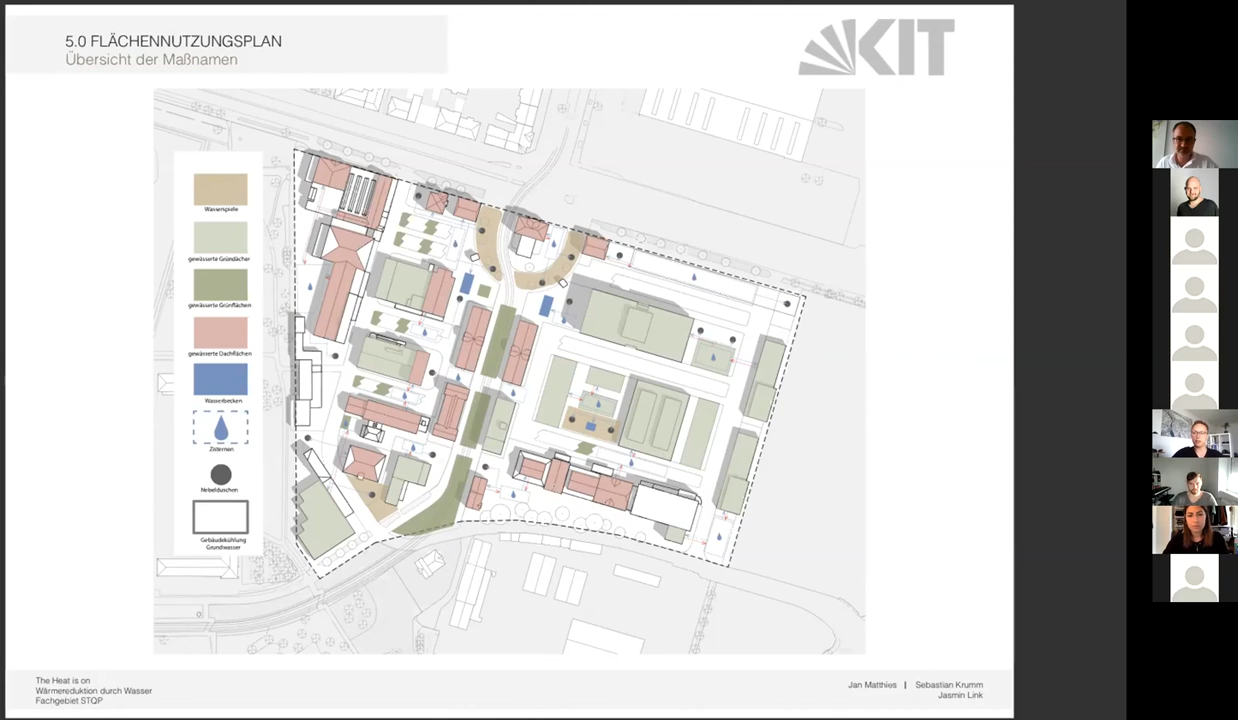 5.0 FLÄCHENNUTZUNGSPLAN
Übersicht der Maßnamen
KIT
Wasserspiele
gewässerte Gründächer
gewässerte Grünflächen
gewässerte Dachflächen
Wasserbecken
Zisternen
Nebelduschen
Gebäudekühlung
Grundwasser
The Heat is on
Wärmereduktion durch Wasser
Fachgebiet STQP
Jan Matthies | Sebastian Krumm
Jasmin Link